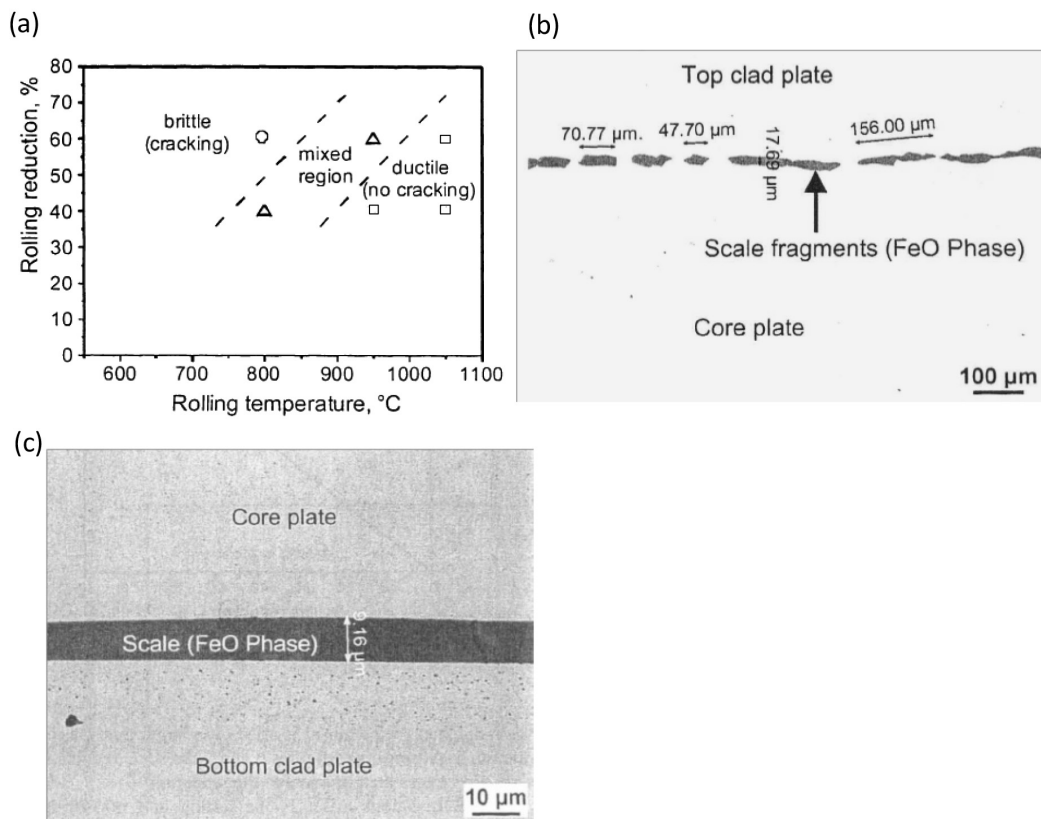 (a)
80
70
60
50
40
30
20
10
0
Rolling reduction, %
brittle
(cracking)
mixed
region
ductile
(no cracking)
600
700
800
900
1000
1100
Rolling temperature, °C
(b)
Top clad plate
70.77 µm.
47.70 µm
17.69 µm
156.00 µm
Scale fragments (FeO Phase)
Core plate
100 µm
(c)
Core plate
Scale (FeO Phase)
9.16 µm
Bottom clad plate
10 µm